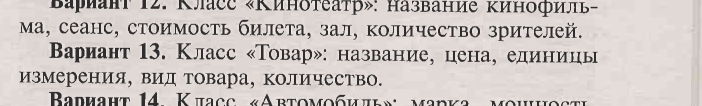 Вариант 12. Класс «Кинотеатр»: название кинофиль-
ма, сеанс, стоимость билета, зал, количество зрителей.
Вариант 13. Класс «Товар»: название, цена, единицы
измерения, вид товара, количество.
Вариант 14. Класс «Автомобиль»: марка, мощность